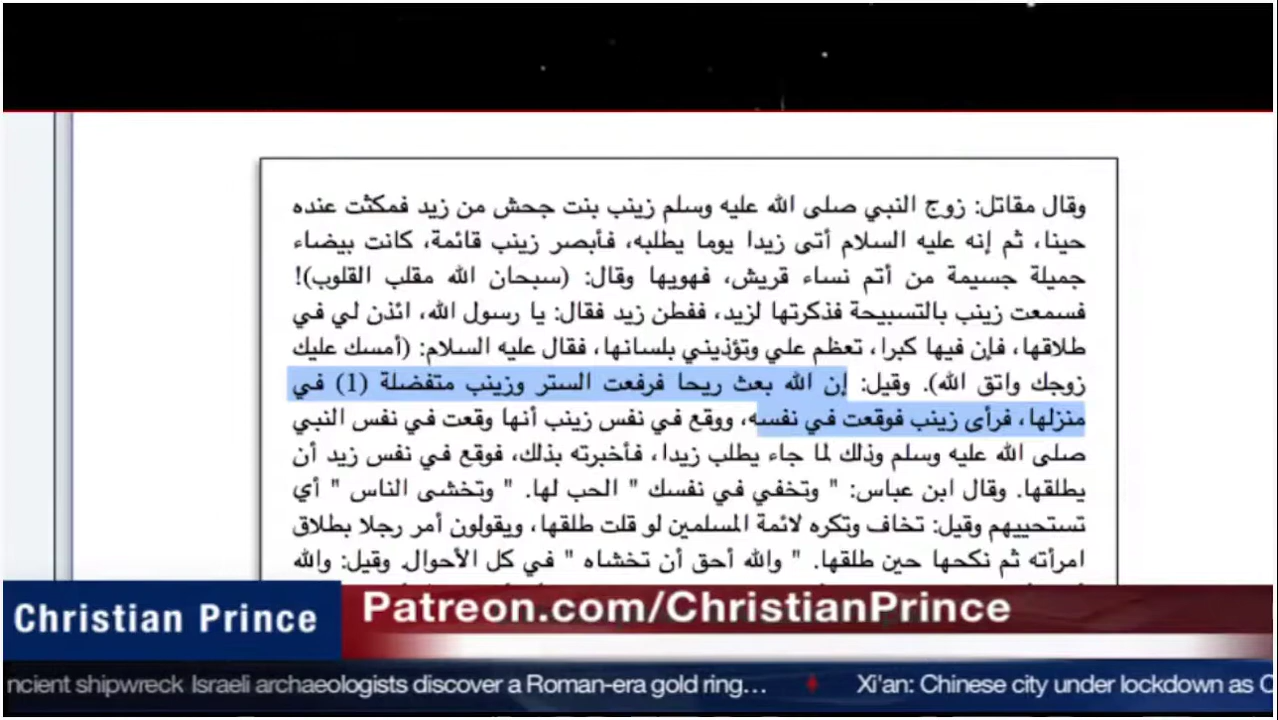 وقال مقاتل: زوج النبي صلى الله عليه وسلم زينب بنت جحش من زيد فمكثت عنده
حينا، ثم إنه عليه السلام أتى زيدا يوما يطلبه، فأبصر زينب قائمة، كانت بيضاء
جميلة جسيمة من أتم نساء قريش، فهويها وقال: (سبحان الله مقلب القلوب)!
فسمعت زينب بالتسبيحة فذكرتها لزيد، ففطن زيد فقال: يا رسول الله، ائذن لي في
طلاقها، فإن فيها كبرا، تعظم علي وتؤذيني بلسانها، فقال عليه السلام: (أمسك عليك
زوجك واتق الله). وقيل: إن الله بعث ريحا فرفعت الستر وزينب متفضلة (1) في
منزلها، فرأى زينب فوقعت في نفسه، ووقع في نفس زينب أنها وقعت في نفس النبي
صلى الله عليه وسلم وذلك لما جاء يطلب زيدا، فأخبرته بذلك، فوقع في نفس زيد أن
يطلقها. وقال ابن عباس: " وتخفي في نفسك " الحب لها. " وتخشى الناس " أي
تستحييهم وقيل: تخاف وتكره لائمة المسلمين لو قلت طلقها، ويقولون أمر رجلا بطلاق
امرأته ثم نكحها حين طلقها. " والله أحق أن تخشاه " في كل الأحوال. وقيل: والله
Christian Prince
Patreon.com/ChristianPrince
ncient shipwreck Israeli archaeologists discover a Roman-era gold ring... Xi'an: Chinese city under lockdown as C